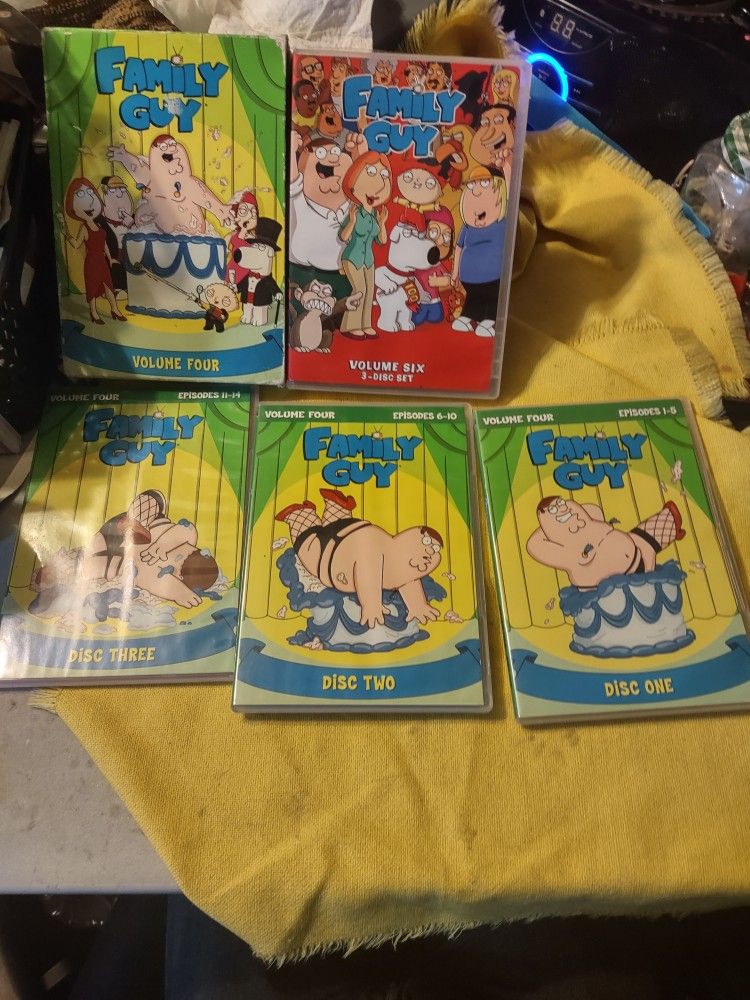 FAMILY
GUY
VOLUME FOUR
FAMILY
GUY
VOLUME SIX
3-DISC SET
VOLUME FOUR EPISODES 11-14
FAMILY
GUY
DISC THREE
VOLUME FOUR EPISODES 6-10
FAMILY
GUY
DISC TWO
VOLUME FOUR EPISODES 1-5
FAMILY
GUY
DISC ONE